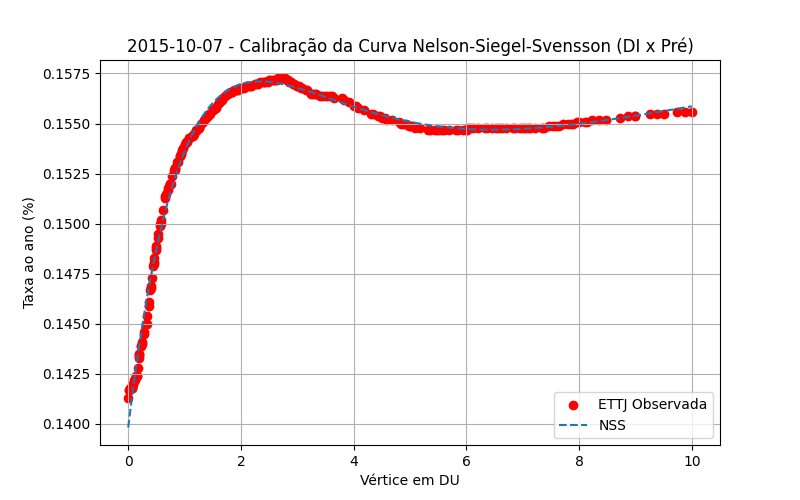 2015-10-07 - Calibração da Curva Nelson-Siegel-Svensson (DI x Pré)
Taxa ao ano (%)
0.1575
0.1550
0.1525
0.1500
0.1475
0.1450
0.1425
0.1400
ETTJ Observada
NSS
0 2 4 6 8 10
Vértice em DU